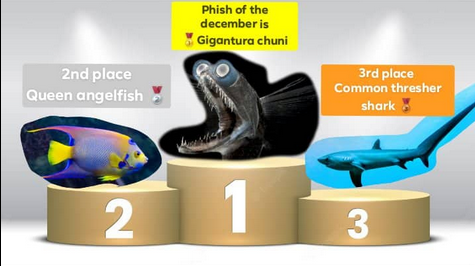 Phish of the
december is
🏅Gigantura chuni
2nd place
Queen angelfish 🥈
3rd place
Common thresher
shark 🥉
2
1
3